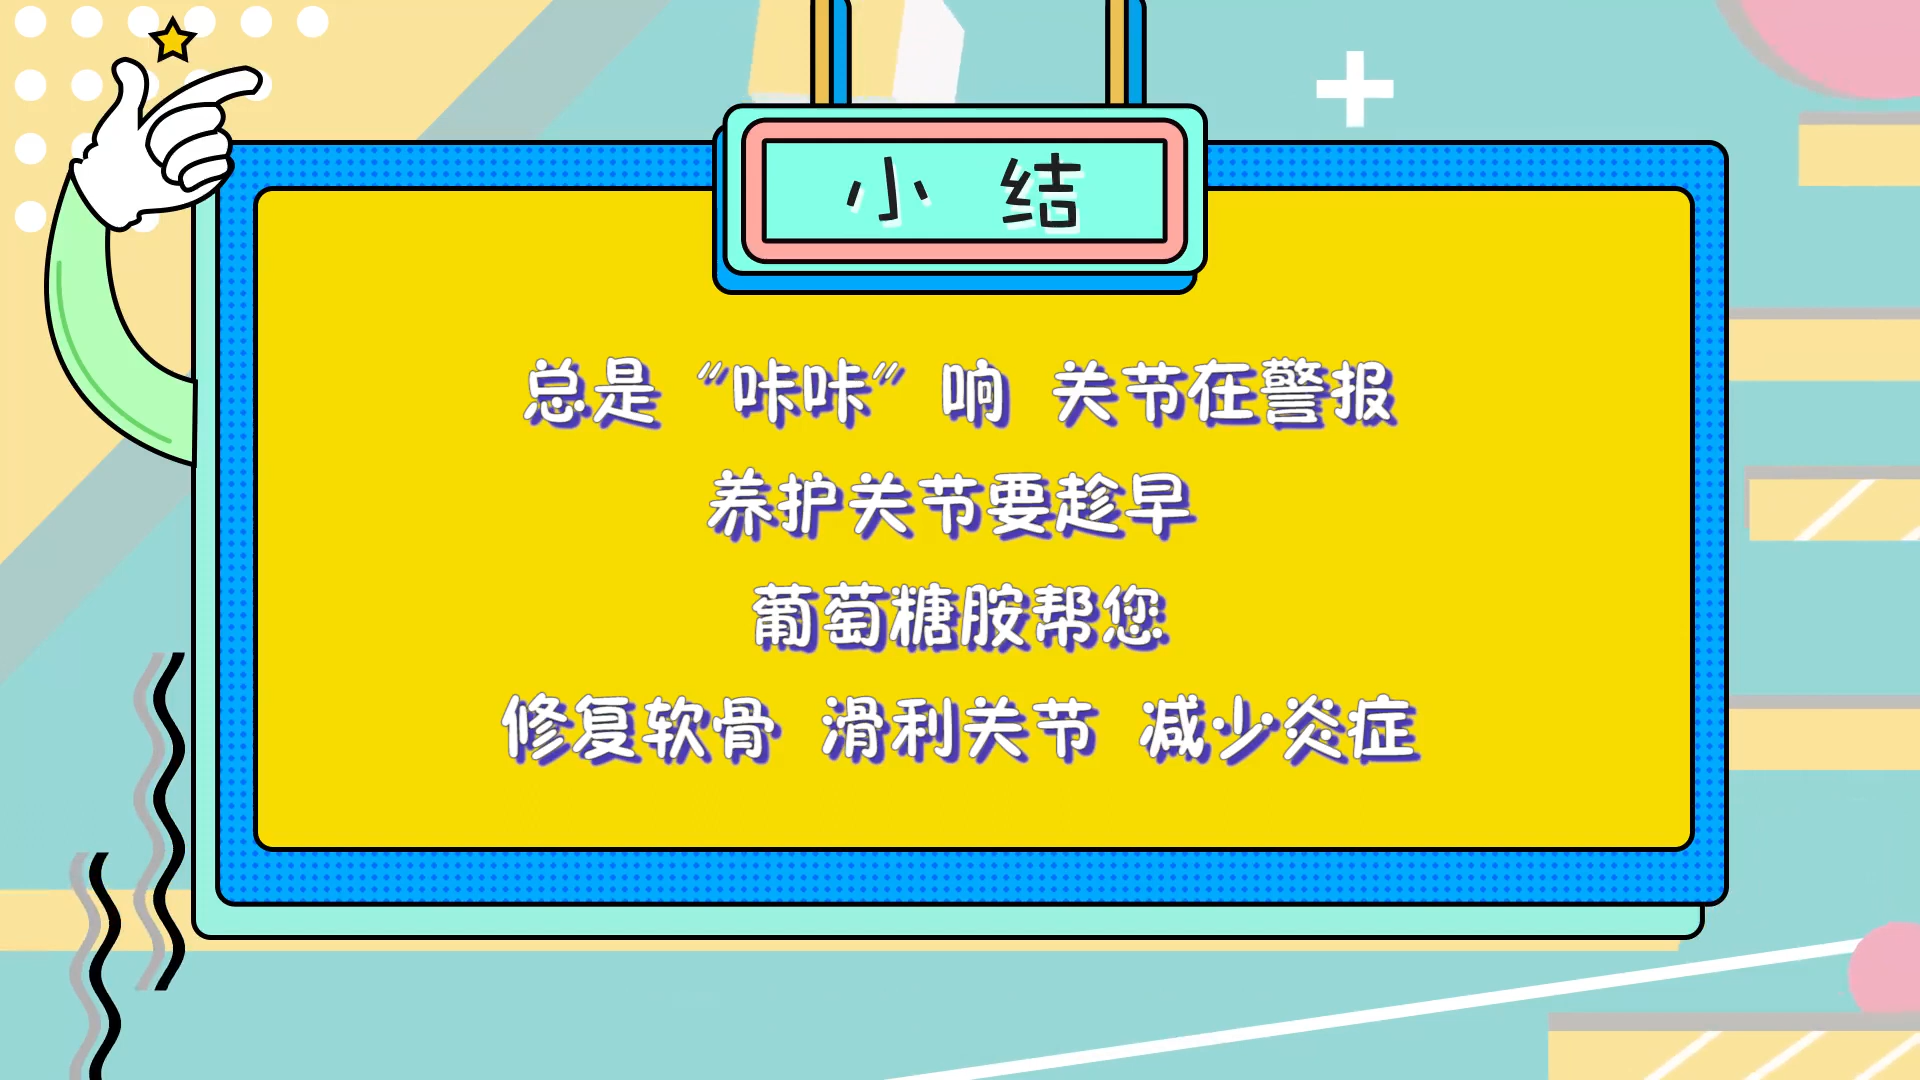 小 结
总是“咔咔”响 关节在警报
养护关节要趁早
葡萄糖胺帮您
修复软骨 滑利关节 减少炎症